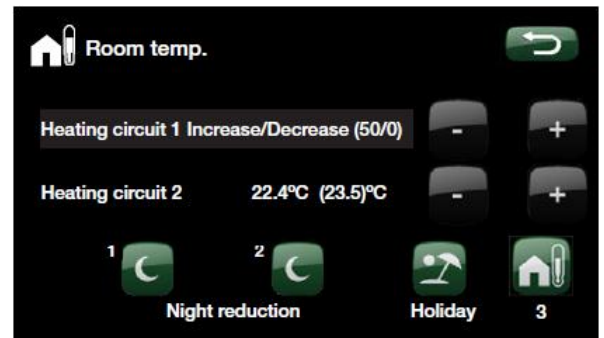 Room temp.
Heating circuit 1 Increase/Decrease (50/0) - +
Heating circuit 2 22.4ºC (23.5)ºC - +
1 2
Night reduction Holiday 3